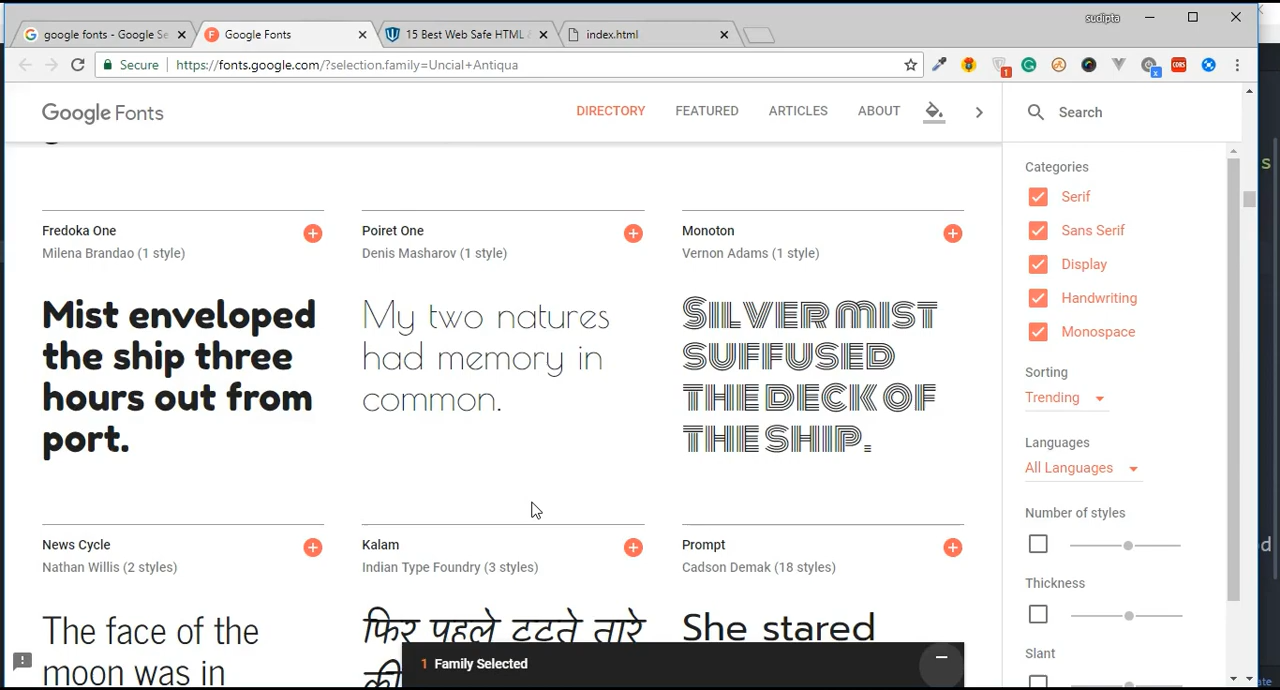 sudipta
google fonts - Google Se
Google Fonts
15 Best Web Safe HTML
index.html
Secure
https://fonts.google.com/?selection.family=Uncial+Antiqua
Google Fonts
DIRECTORY
FEATURED
ARTICLES
ABOUT
Search
Categories
Serif
Sans Serif
Display
Handwriting
Monospace
Sorting
Trending
Languages
All Languages
Number of styles
Thickness
Slant
Fredoka One
Milena Brandao (1 style)
Mist enveloped
the ship three
hours out from
port.
Poiret One
Denis Masharov (1 style)
My two natures
had memory in
common.
Monoton
Vernon Adams (1 style)
SILVER MIST
SUFFUSED
THE DECK OF
THE SHIP.
News Cycle
Nathan Willis (2 styles)
The face of the
moon was in
Kalam
Indian Type Foundry (3 styles)
फिर पहले टटते तारे
की
Prompt
Cadson Demak (18 styles)
She stared
1 Family Selected